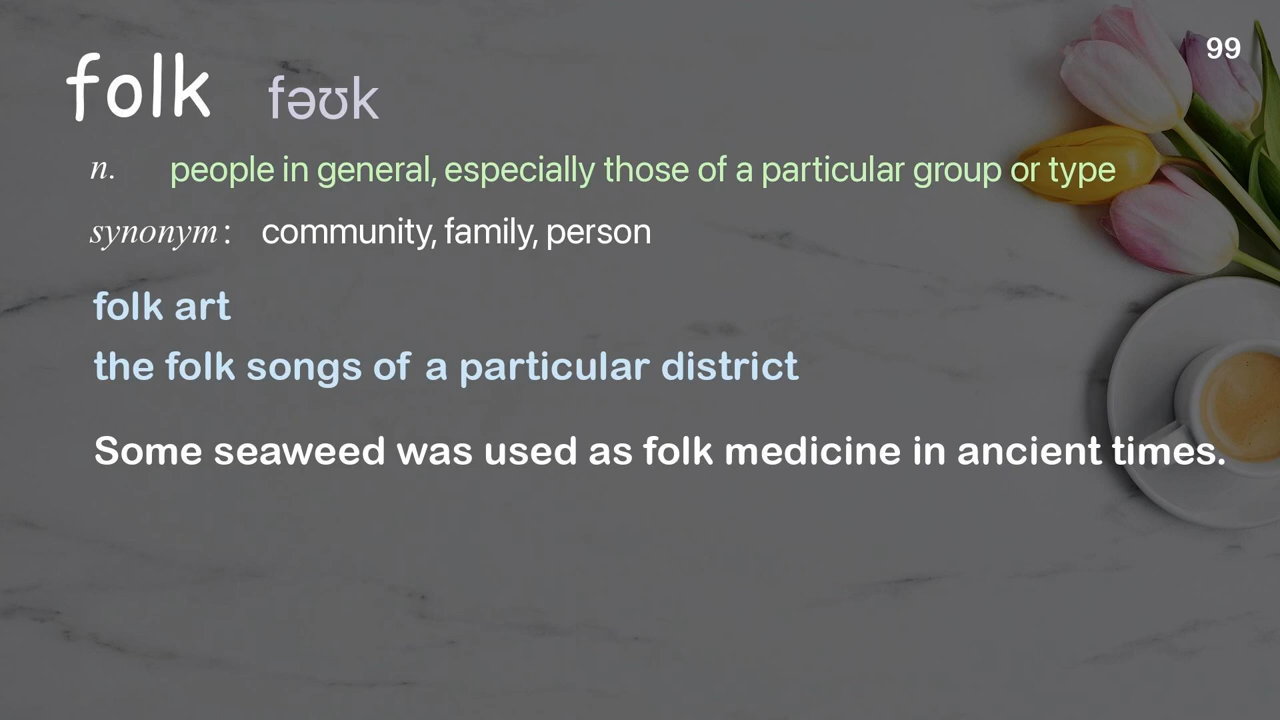 99
folk fəʊk
n. people in general, especially those of a particular group or type
synonym: community, family, person
folk art
the folk songs of a particular district
Some seaweed was used as folk medicine in ancient times.